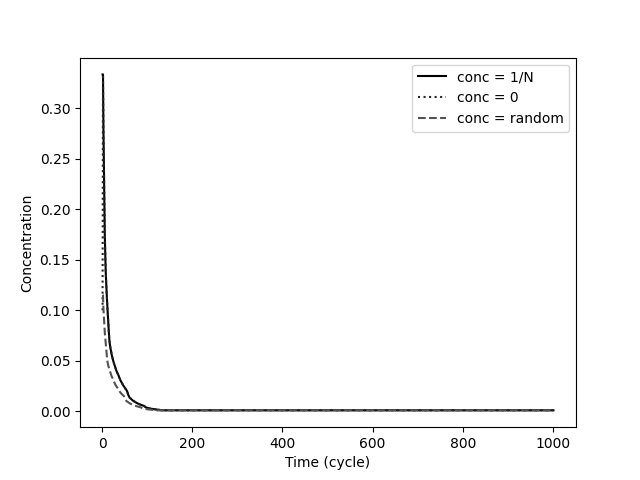 conc = 1/N
conc = 0
conc = random
0.30
0.25
0.20
0.15
0.10
0.05
0.00
Concentration
0 200 400 600 800 1000
Time (cycle)